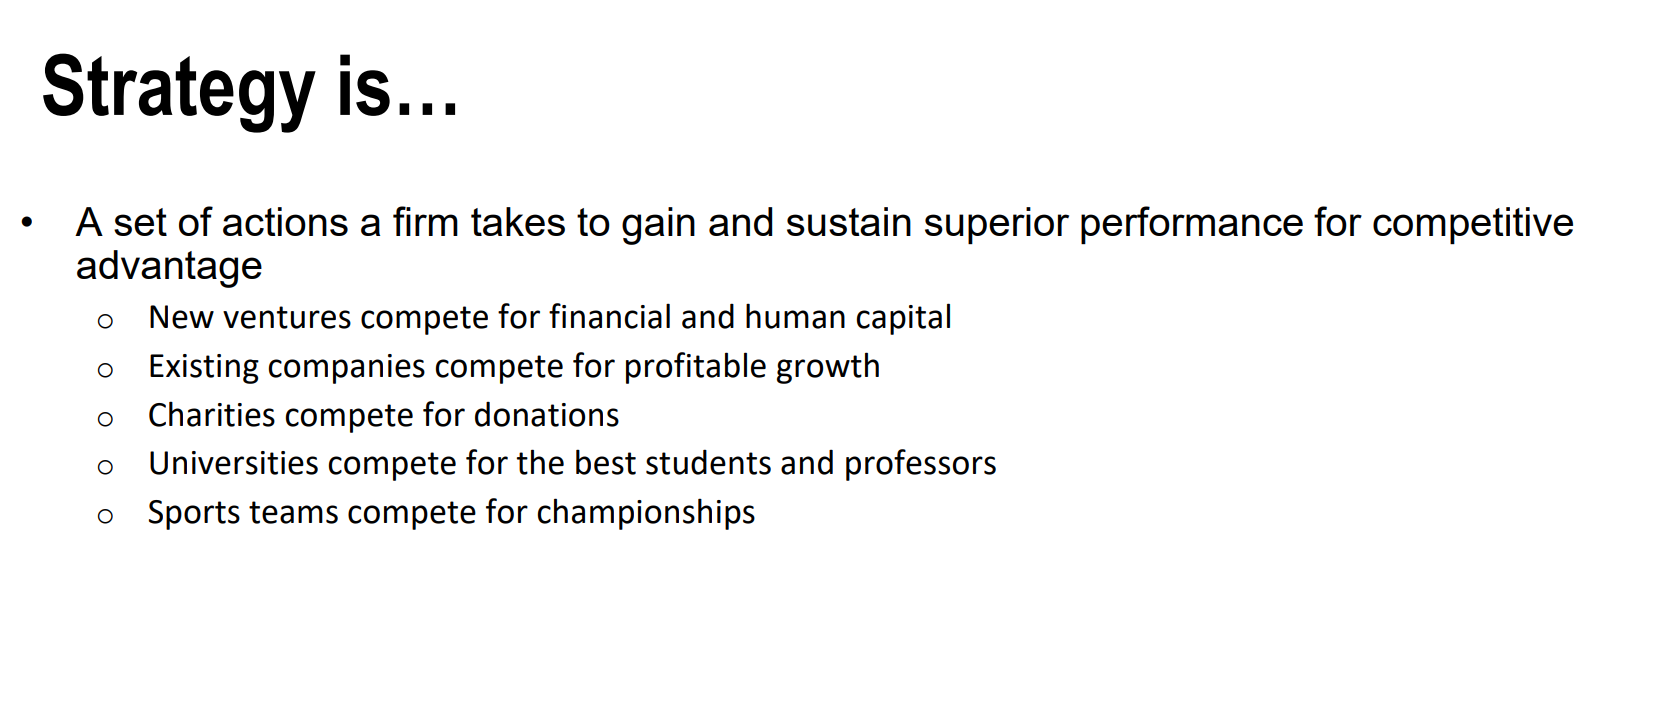 Strategy is...
• A set of actions a firm takes to gain and sustain superior performance for competitive
advantage
o New ventures compete for financial and human capital
o Existing companies compete for profitable growth
o Charities compete for donations
o Universities compete for the best students and professors
o Sports teams compete for championships